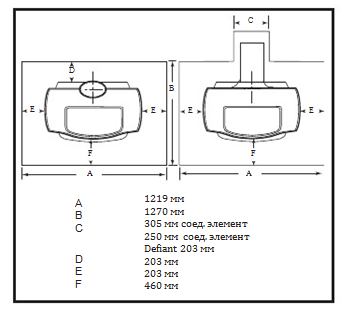 C
D
B
E
E
E
E
F
F
A
A
A 1219 мм
B 1270 мм
C 305 мм соед. элемент
250 мм соед. элемент
Defiant 203 мм
D 203 мм
E 203 мм
F 460 мм